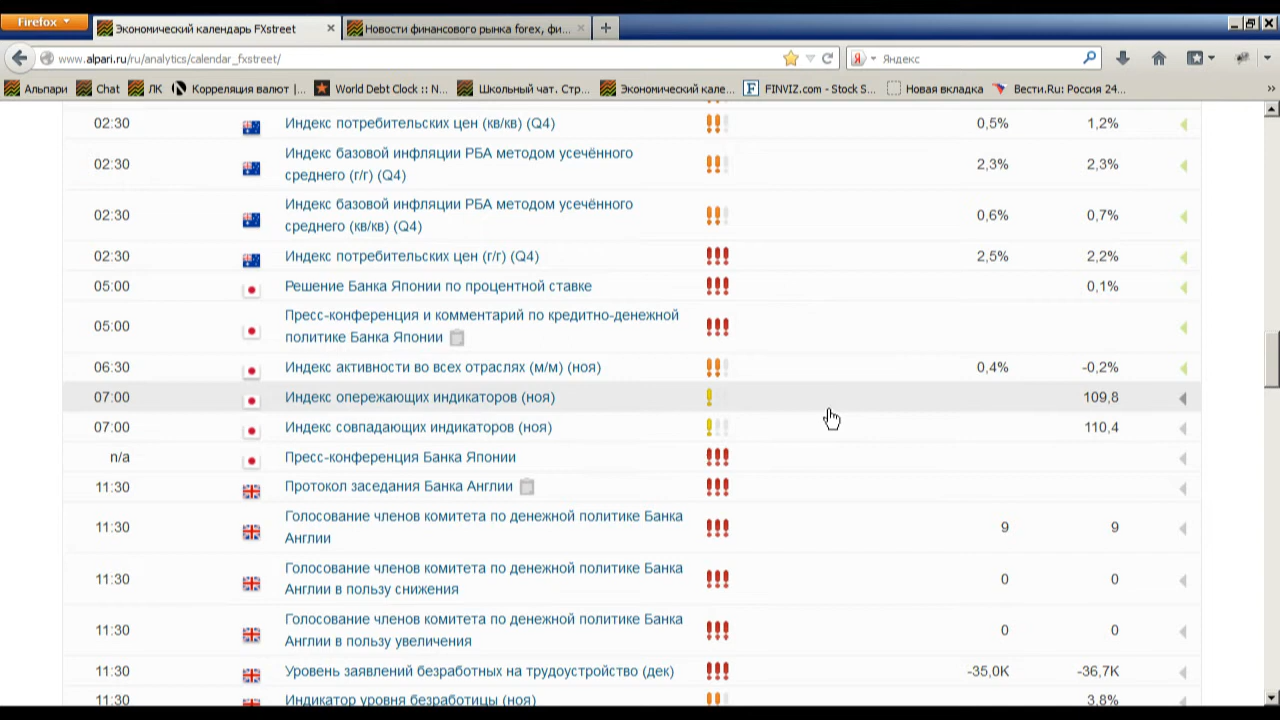 Firefox
Экономический календарь FXstreet
Новости финансового рынка forex, фи...
www.alpari.ru/ru/analytics/calendar_fxstreet/
Яндекс
Альпари
Chat
ЛК
Корреляция валют |...
World Debt Clock :: N...
Школьный чат. Стр...
Экономический кале...
FINVIZ.com - Stock S...
Новая вкладка
Вести.Ru: Россия 24...
02:30 Индекс потребительских цен (кв/кв) (Q4) 0,5% 1,2%
02:30 Индекс базовой инфляции РБА методом усечённого
среднего (г/г) (Q4) 2,3% 2,3%
02:30 Индекс базовой инфляции РБА методом усечённого
среднего (кв/кв) (Q4) 0,6% 0,7%
02:30 Индекс потребительских цен (г/г) (Q4) 2,5% 2,2%
05:00 Решение Банка Японии по процентной ставке 0,1%
05:00 Пресс-конференция и комментарий по кредитно-денежной
политике Банка Японии
06:30 Индекс активности во всех отраслях (м/м) (ноя) 0,4% -0,2%
07:00 Индекс опережающих индикаторов (ноя) 109,8
07:00 Индекс совпадающих индикаторов (ноя) 110,4
n/a Пресс-конференция Банка Японии
11:30 Протокол заседания Банка Англии
11:30 Голосование членов комитета по денежной политике Банка
Англии 9 9
11:30 Голосование членов комитета по денежной политике Банка
Англии в пользу снижения 0 0
11:30 Голосование членов комитета по денежной политике Банка
Англии в пользу увеличения 0 0
11:30 Уровень заявлений безработных на трудоустройство (дек) -35,0K -36,7K
11:30 Индикатор уровня безработицы (ноя) 3,8%